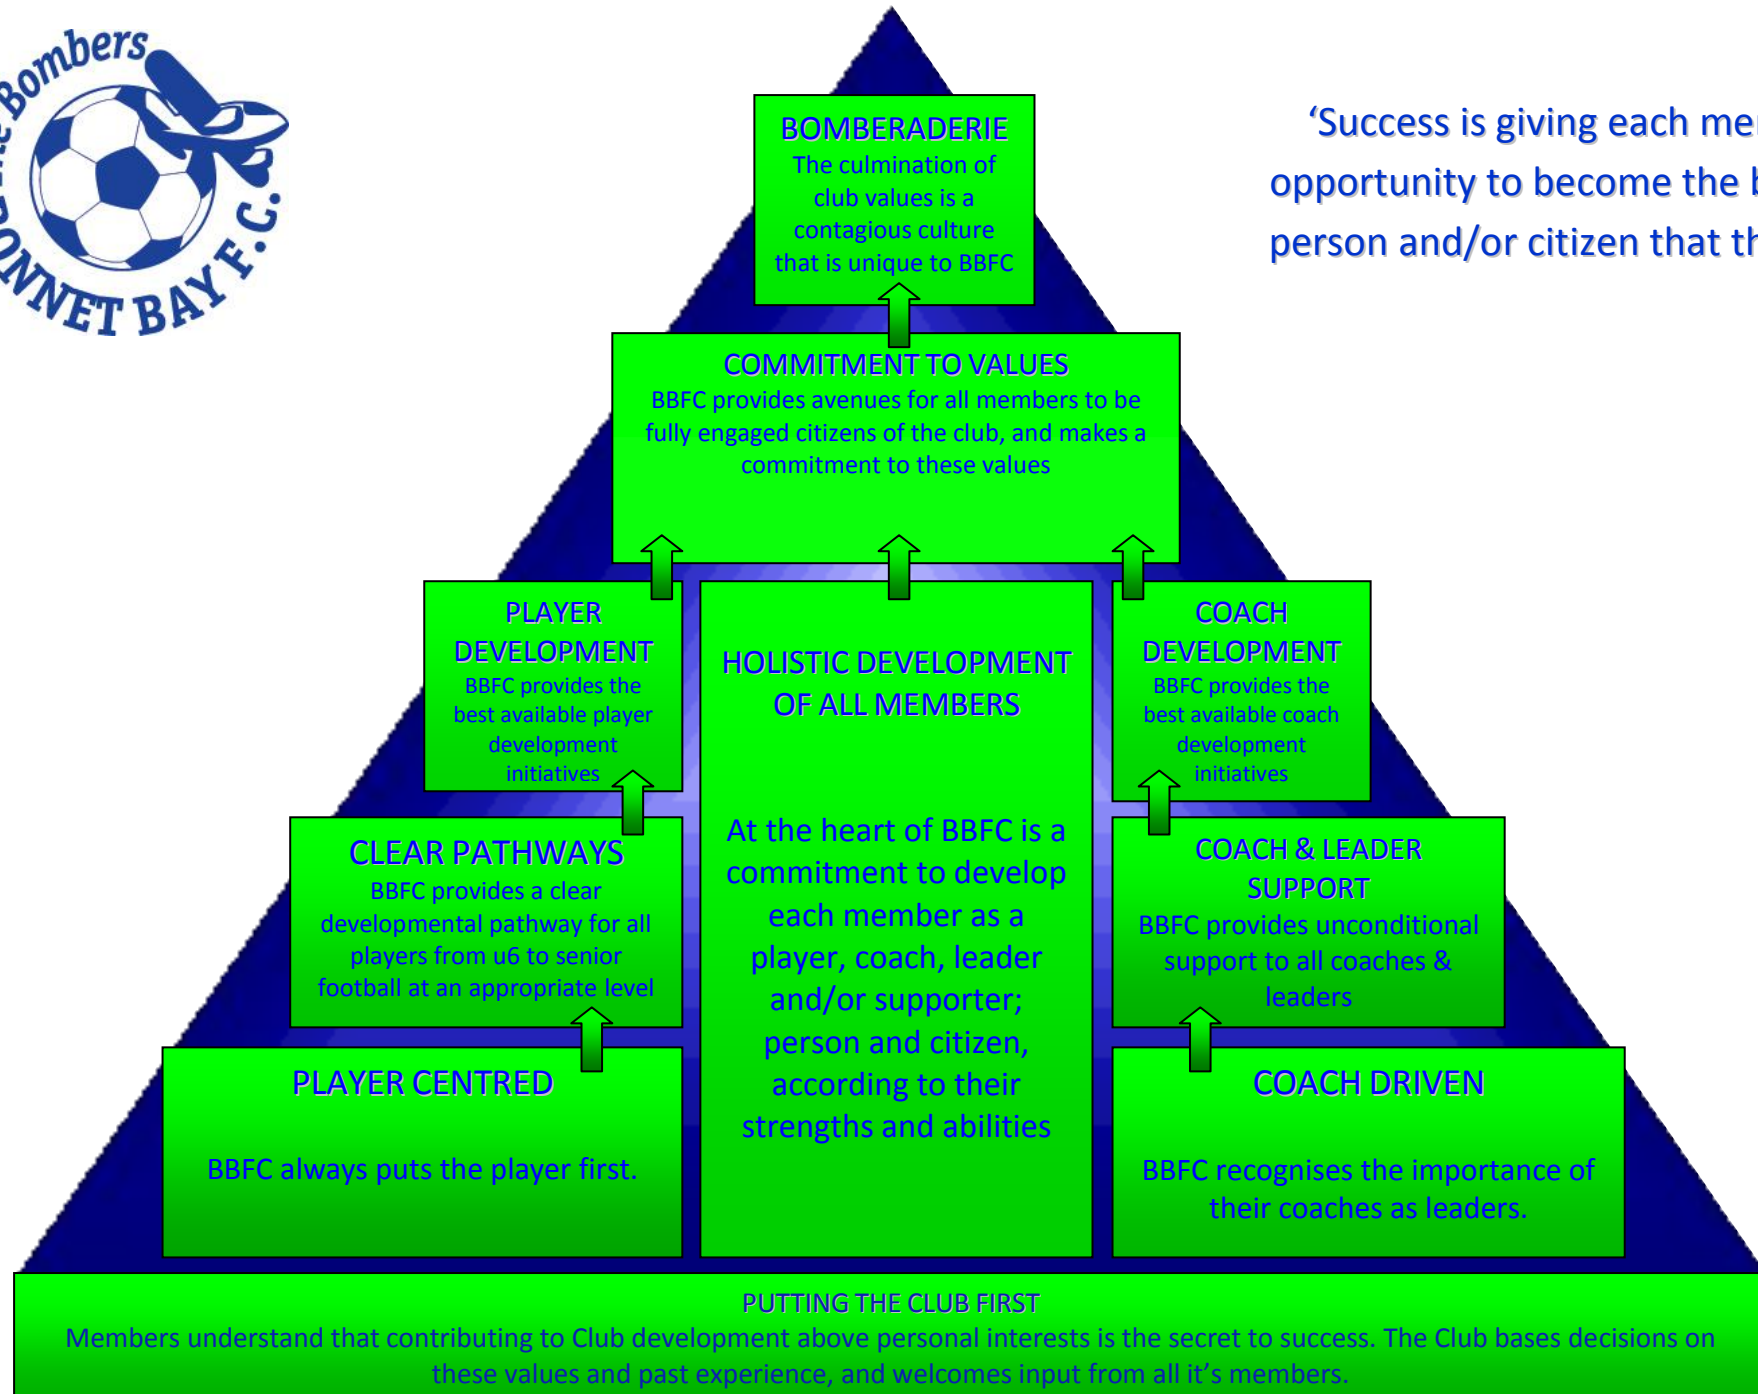 Bombers
BONNET BAY F.C.
'Success is giving each
opportunity to become the
person and/or citizen that
BOMBERADERIE
The culmination of
club values is a
contagious culture
that is unique to BBFC
COMMITMENT TO VALUES
BBFC provides avenues for all members to be
fully engaged citizens of the club, and makes a
commitment to these values
PLAYER
DEVELOPMENT
BBFC provides the
best available player
development
initiatives
HOLISTIC DEVELOPMENT
OF ALL MEMBERS
At the heart of BBFC is a
commitment to develop
each member as a
player, coach, leader
and/or supporter;
person and citizen,
according to their
strengths and abilities
COACH
DEVELOPMENT
BBFC provides the
best available coach
development
initiatives
CLEAR PATHWAYS
BBFC provides a clear
developmental pathway for all
players from u6 to senior
football at an appropriate level
COACH & LEADER
SUPPORT
BBFC provides unconditional
support to all coaches &
leaders
PLAYER CENTRED
BBFC always puts the player first.
COACH DRIVEN
BBFC recognises the importance of
their coaches as leaders.
PUTTING THE CLUB FIRST
Members understand that contributing to Club development above personal interests is the secret to success. The Club bases decisions on
these values and past experience, and welcomes input from all it's members.